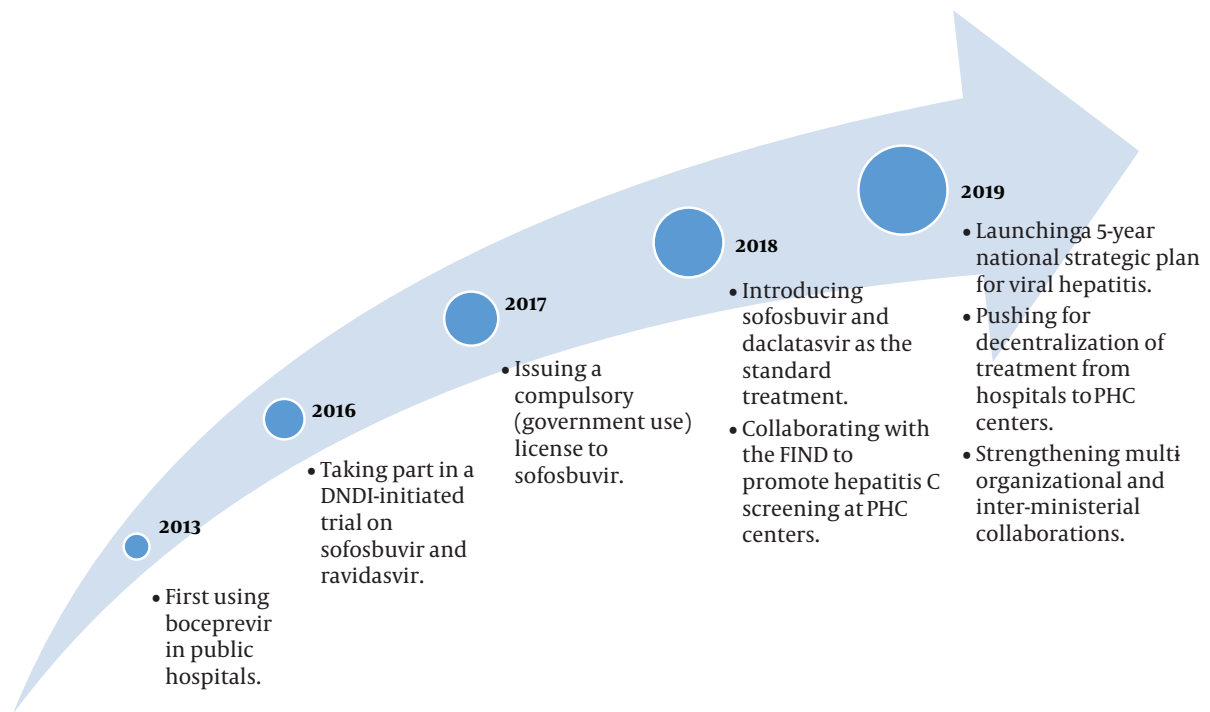 2013
• First using
boceprevir
in public
hospitals.
2016
• Taking part in a
DNDI-initiated
trial on
sofosbuvir and
ravidasvir.
2017
• Issuing a
compulsory
(government use)
license to
sofosbuvir.
2018
• Introducing
sofosbuvir and
daclatasvir as the
standard
treatment.
• Collaborating with
the FIND to
promote hepatitis C
screening at PHC
centers.
2019
• Launchinga 5-year
national strategic plan
for viral hepatitis.
• Pushing for
decentralization of
treatment from
hospitals to PHC
centers.
• Strengthening multi-
organizational and
inter-ministerial
collaborations.